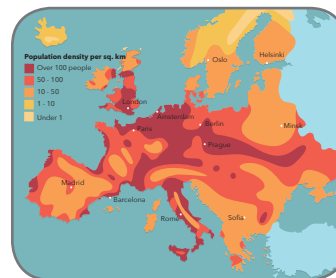 Population density per sq. km
Over 100 people
50 - 100
10 - 50
1 - 10
Under 1
Oslo
Helsinki
London
Amsterdam
Berlin
Minsk
Paris
Prague
Madrid
Barcelona
Rome
Sofia